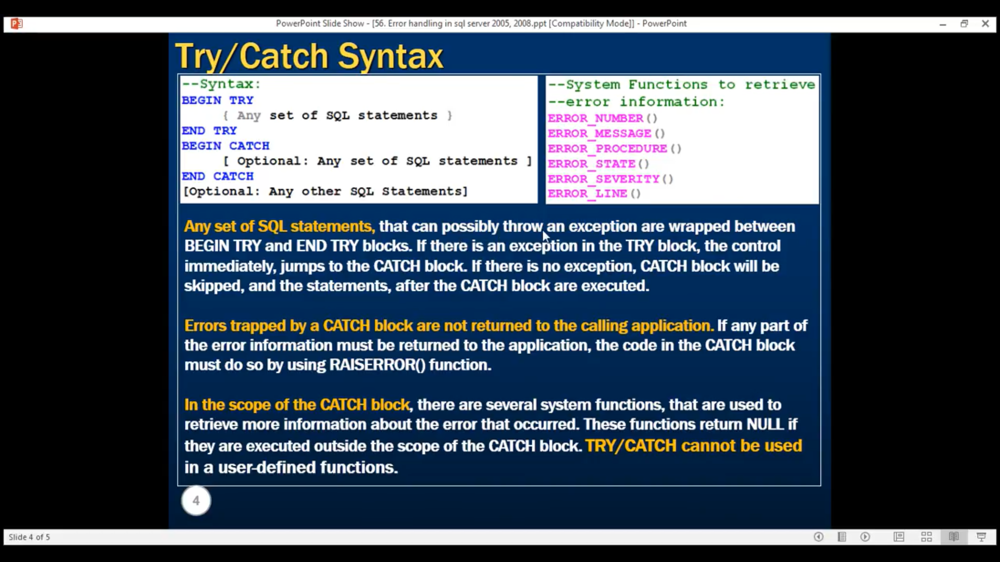 PowerPoint Slide Show - [56. Error handling in sql server 2005, 2008.ppt [Compatibility Mode]] - PowerPoint
Try/Catch Syntax
--Syntax:
BEGIN TRY
{ Any set of SQL statements }
END TRY
BEGIN CATCH
[ Optional: Any set of SQL statements ]
END CATCH
[Optional: Any other SQL Statements]
--System Functions to retrieve
--error information:
ERROR_NUMBER()
ERROR_MESSAGE()
ERROR_PROCEDURE()
ERROR_STATE()
ERROR_SEVERITY()
ERROR_LINE()
Any set of SQL statements, that can possibly throw an exception are wrapped between
BEGIN TRY and END TRY blocks. If there is an exception in the TRY block, the control
immediately, jumps to the CATCH block. If there is no exception, CATCH block will be
skipped, and the statements, after the CATCH block are executed.
Errors trapped by a CATCH block are not returned to the calling application. If any part of
the error information must be returned to the application, the code in the CATCH block
must do so by using RAISERROR() function.
In the scope of the CATCH block, there are several system functions, that are used to
retrieve more information about the error that occurred. These functions return NULL if
they are executed outside the scope of the CATCH block. TRY/CATCH cannot be used
in a user-defined functions.
4
Slide 4 of 5